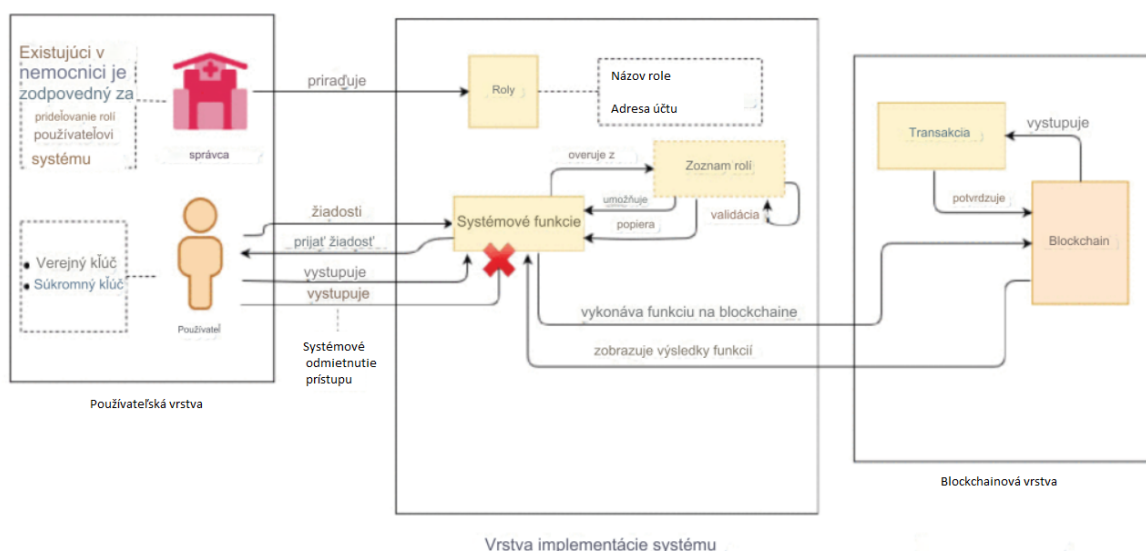 Existujúci v
nemocnici je
zodpovedný za
prideľovanie rolí
používateľovi
systému
správca
priraďuje
Roly
Názov role
Adresa účtu
Transakcia
vystupuje
potvrdzuje
Blockchain
overuje z
Zoznam rolí
umožňuje
popiera
validácia
Systémové funkcie
žiadosti
prijať žiadosť
vystupuje
vystupuje
• Verejný kľúč
• Súkromný kľúč
Používateľ
Systémové
odmietnutie
prístupu
vykonáva funkciu na blockchaine
zobrazuje výsledky funkcií
Používateľská vrstva
Blockchainová vrstva
Vrstva implementácie systému